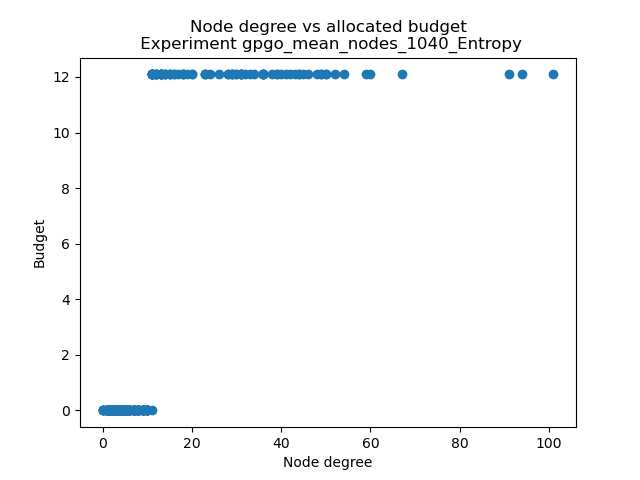 Node degree vs allocated budget
Experiment gpgo_mean_nodes_1040_Entropy
12
10
8
6
4
2
0
Budget
0 20 40 60 80 100
Node degree